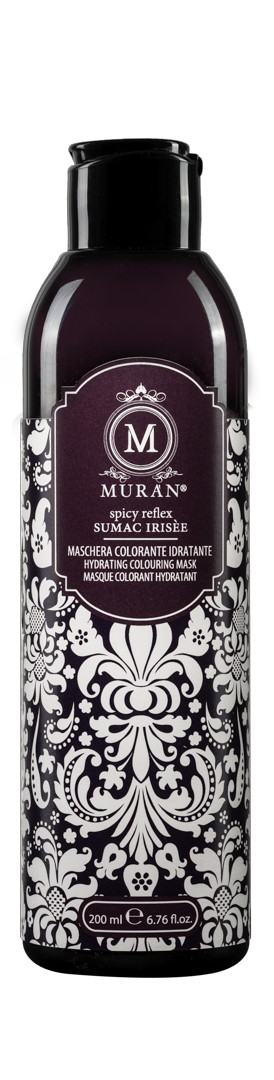 M
MURÁN®
spicy reflex
SUMAC IRISÈE
MASCHERA COLORANTE IDRATANTE
HYDRATING COLOURING MASK
MASQUE COLORANT HYDRATANT
200 ml ℮ 6.76 fl.oz.